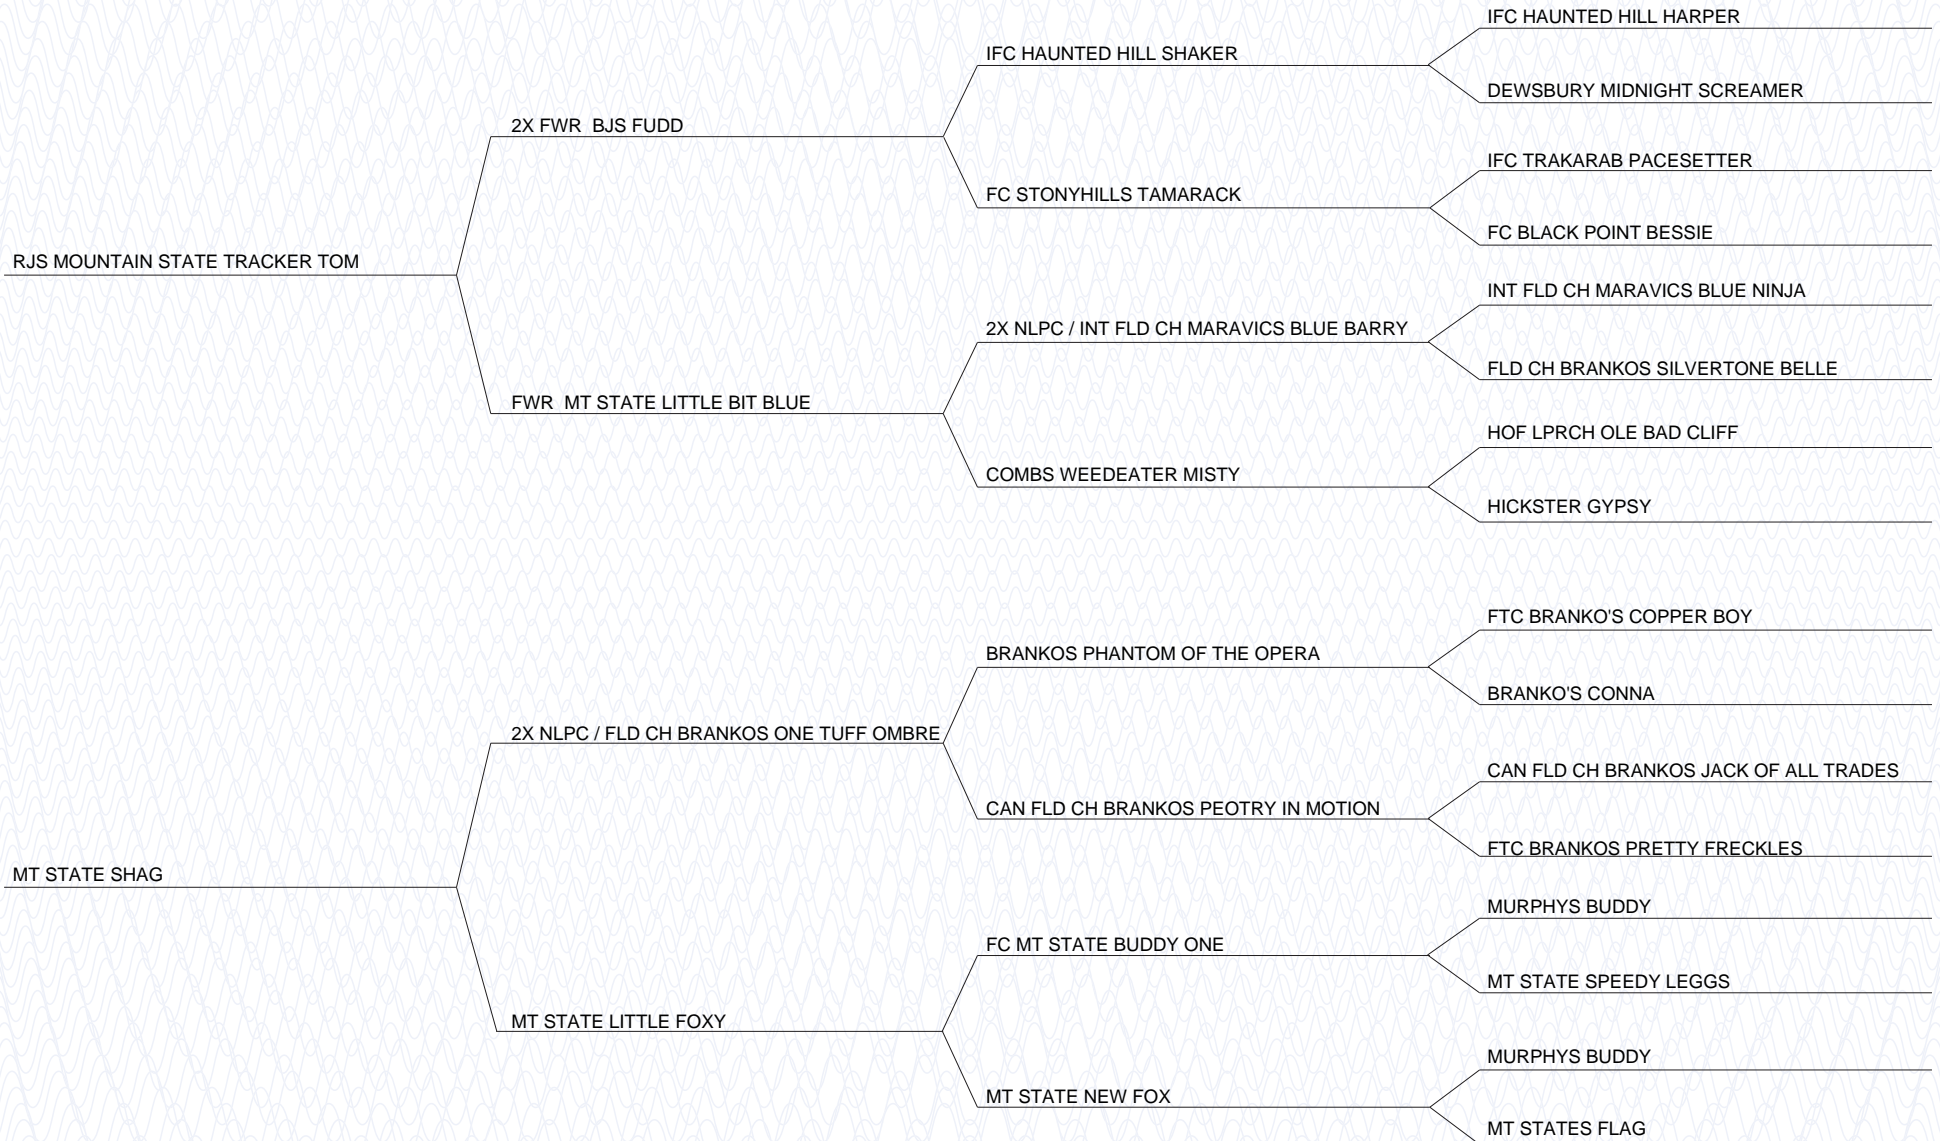 IFC HAUNTED HILL HARPER
IFC HAUNTED HILL SHAKER
DEWSBURY MIDNIGHT SCREAMER
2X FWR  BJS FUDD
IFC TRAKARAB PACESETTER
FC STONYHILLS TAMARACK
FC BLACK POINT BESSIE
RJS MOUNTAIN STATE TRACKER TOM
INT FLD CH MARAVICS BLUE NINJA
2X NLPC / INT FLD CH MARAVICS BLUE BARRY
FLD CH BRANKOS SILVERTONE BELLE
FWR  MT STATE LITTLE BIT BLUE
HOF LPRCH OLE BAD CLIFF
COMBS WEEDEATER MISTY
HICKSTER GYPSY
FTC BRANKO'S COPPER BOY
BRANKOS PHANTOM OF THE OPERA
BRANKO'S CONNA
2X NLPC / FLD CH BRANKOS ONE TUFF OMBRE
CAN FLD CH BRANKOS JACK OF ALL TRADES
CAN FLD CH BRANKOS PEOTRY IN MOTION
FTC BRANKOS PRETTY FRECKLES
MT STATE SHAG
MURPHYS BUDDY
FC MT STATE BUDDY ONE
MT STATE SPEEDY LEGGS
MT STATE LITTLE FOXY
MURPHYS BUDDY
MT STATE NEW FOX
MT STATES FLAG